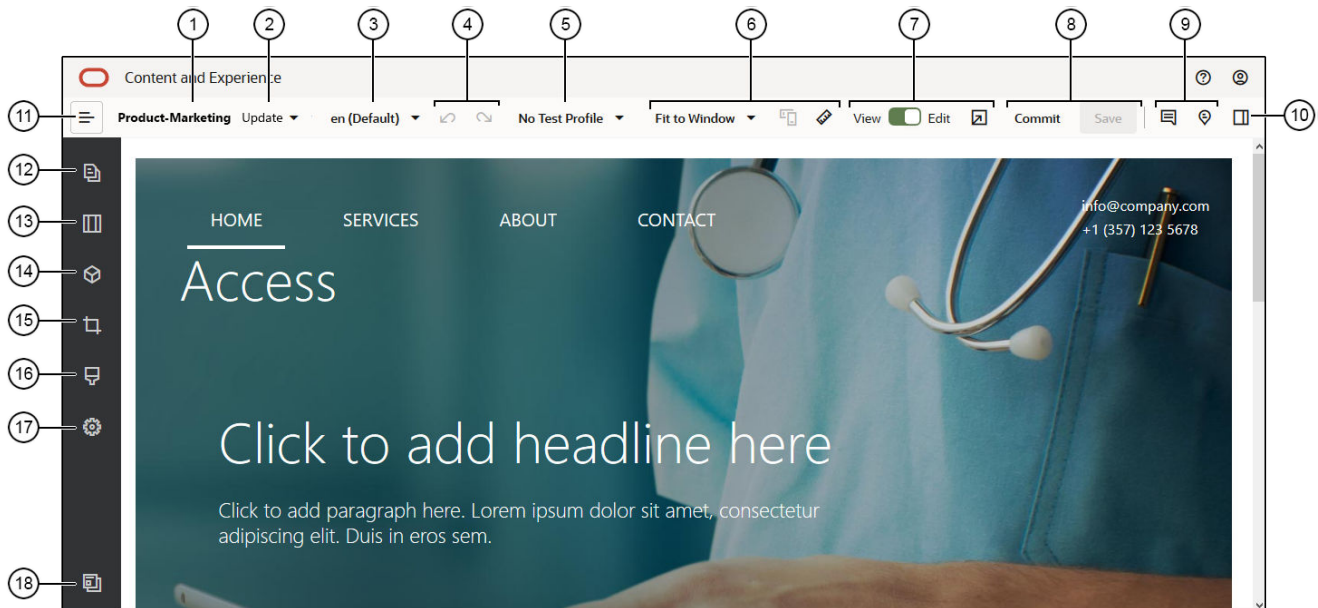 1 2 3 4 5 6 7 8 9
Content and Experience
11 Product-Marketing Update en (Default) No Test Profile Fit to Window View Edit Commit Save 10
12
13
14
15
16
17
18
HOME SERVICES ABOUT CONTACT
info@company.com
+1 (357) 123 5678
Access
Click to add headline here
Click to add paragraph here. Lorem ipsum dolor sit amet, consectetur
adipiscing elit. Duis in eros sem.